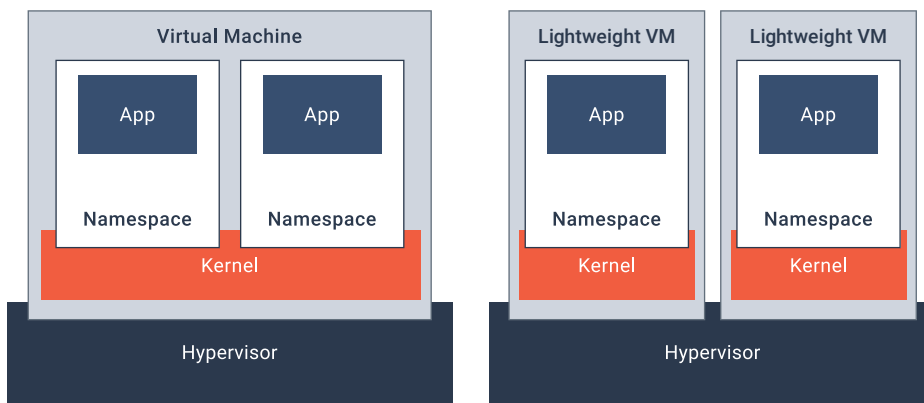 Virtual Machine
App
App
Namespace
Namespace
Kernel
Hypervisor
Lightweight VM
Lightweight VM
App
App
Namespace
Namespace
Kernel
Kernel
Hypervisor